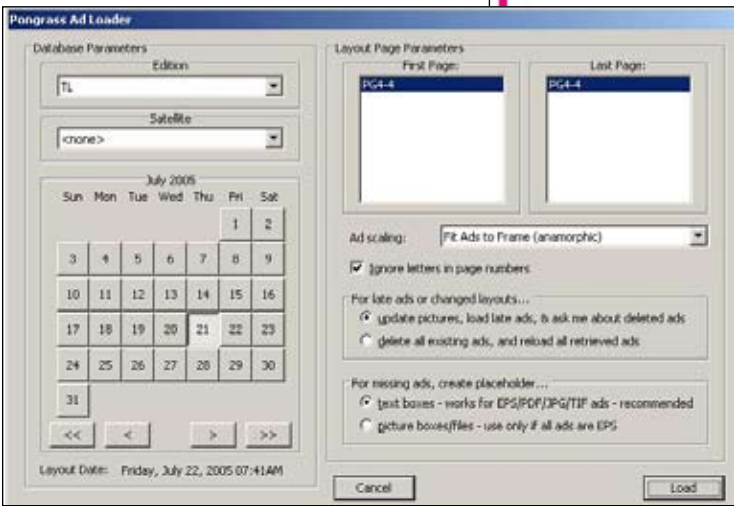 Pongrass Ad Loader
Database Parameters
Edition
TL
Satellite
<none>
July 2005
Sun Mon Tue Wed Thu Fri Sat
1 2
3 4 5 6 7 8 9
10 11 12 13 14 15 16
17 18 19 20 21 22 23
24 25 26 27 28 29 30
31
<< < > >>
Layout Date: Friday, July 22, 2005 07:41AM
Layout Page Parameters
First Page:
PG4-4
Last Page:
PG4-4
Ad scaling: Fit Ads to Frame (anamorphic)
Ignore letters in page numbers
For late ads or changed layouts...
update pictures, load late ads, & ask me about deleted ads
delete all existing ads, and reload all retrieved ads
For missing ads, create placeholder...
text boxes - works for EPS/PDF/JPG/TIF ads - recommended
picture boxes/files - use only if all ads are EPS
Cancel
Load